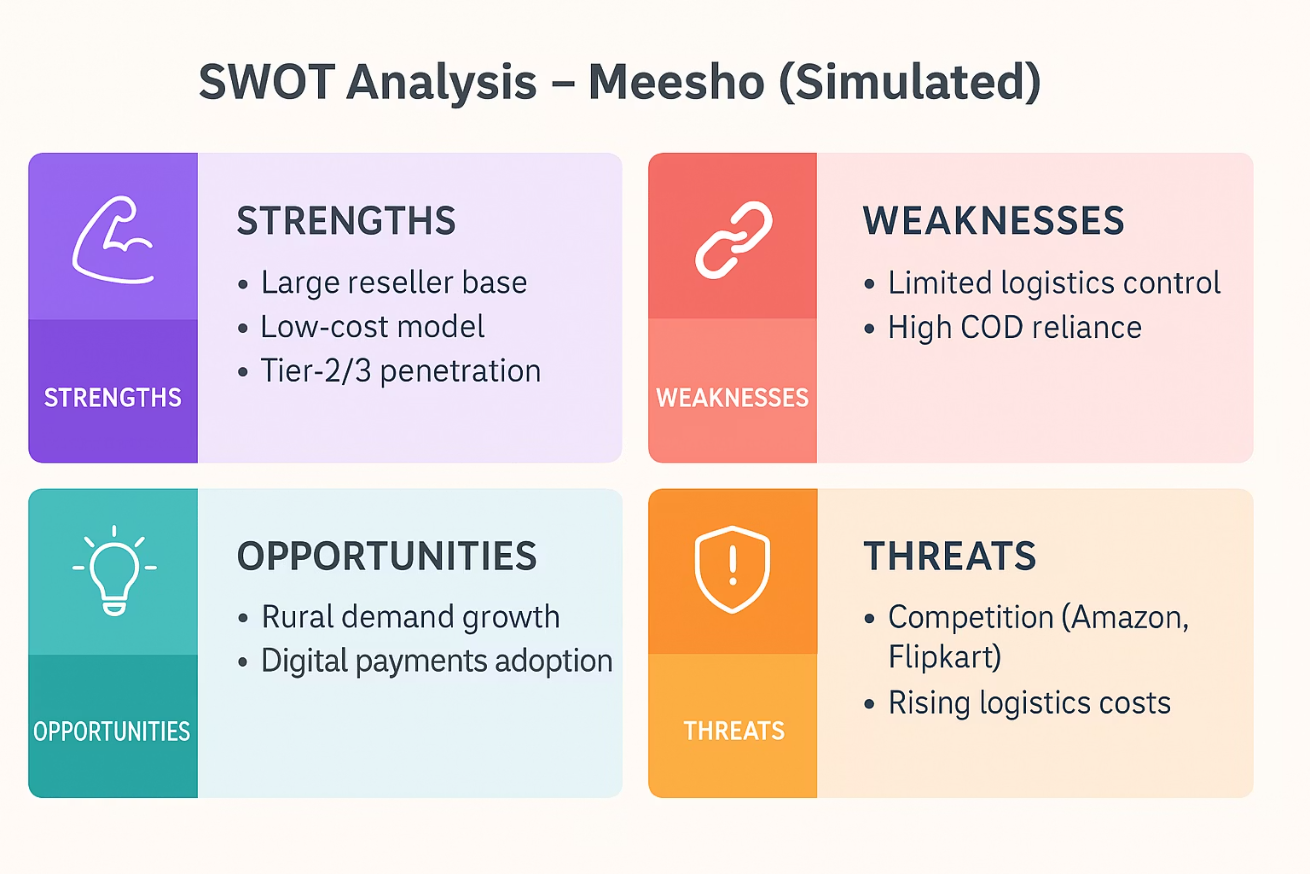 SWOT Analysis – Meesho (Simulated)
STRENGTHS
STRENGTHS
• Large reseller base
• Low-cost model
• Tier-2/3 penetration
WEAKNESSES
WEAKNESSES
• Limited logistics control
• High COD reliance
OPPORTUNITIES
OPPORTUNITIES
• Rural demand growth
• Digital payments adoption
THREATS
THREATS
• Competition (Amazon,
Flipkart)
• Rising logistics costs